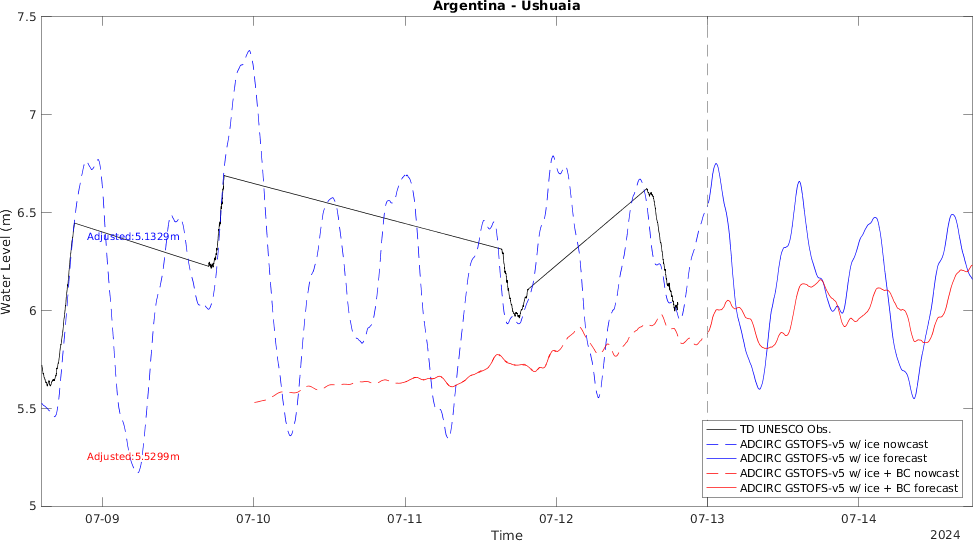 Argentina - Ushuaia
7.5
7
6.5
6
5.5
5
Water Level (m)
Adjusted:5.1329m
Adjusted:5.5299m
TD UNESCO Obs.
ADCIRC GSTOFS-v5 w/ ice nowcast
ADCIRC GSTOFS-v5 w/ ice forecast
ADCIRC GSTOFS-v5 w/ ice + BC nowcast
ADCIRC GSTOFS-v5 w/ ice + BC forecast
07-09 07-10 07-11 07-12 07-13 07-14
Time
2024